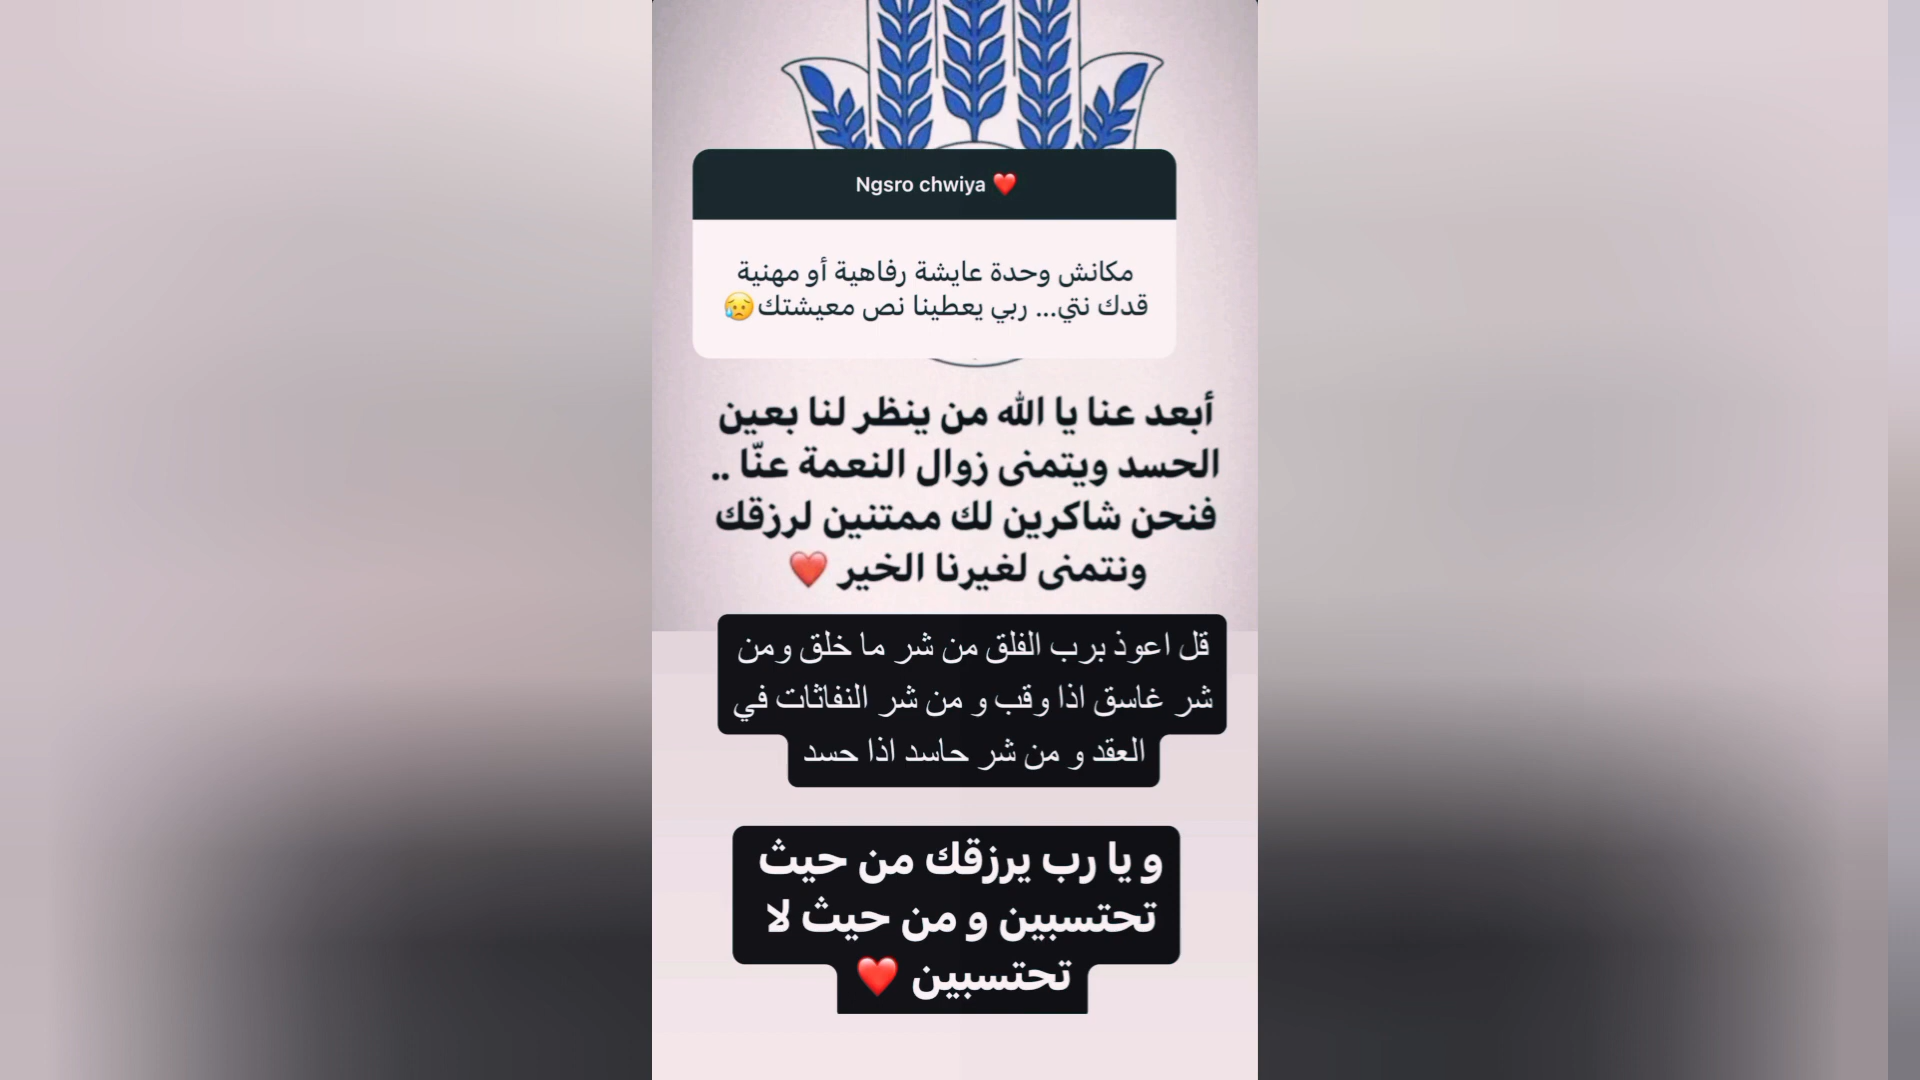 Ngsro chwiya ❤️
مكانش وحدة عايشة رفاهية أو مهنية
قدك نتي... ربي يعطينا نص معيشتك😥
أبعد عنا يا الله من ينظر لنا بعين
الحسد ويتمنى زوال النعمة عنّا ..
فنحن شاكرين لك ممتنين لرزقك
ونتمنى لغيرنا الخير ❤️
قل اعوذ برب الفلق من شر ما خلق ومن
شر غاسق اذا وقب و من شر النفاثات في
العقد و من شر حاسد اذا حسد
و يا رب يرزقك من حيث
تحتسبين و من حيث لا
تحتسبين ❤️